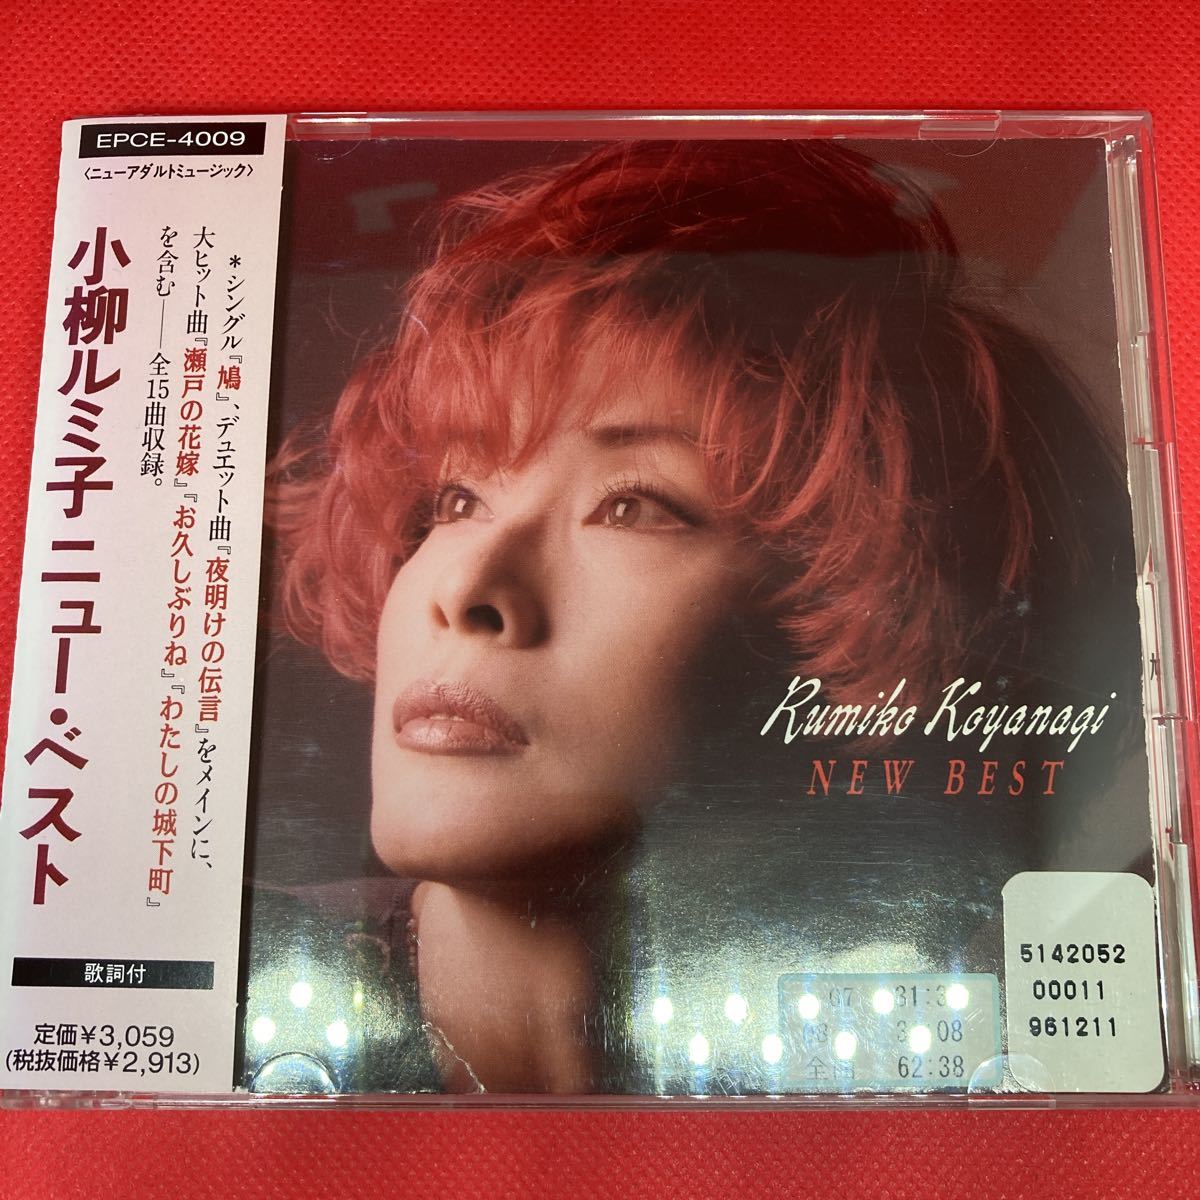 EPCE-4009
〈ニューアダルトミュージック〉
小柳ルミ子 ニュー・ベスト
＊シングル『鳩』、デュエット曲『夜明けの伝言』をメインに、
大ヒット曲『瀬戸の花嫁』『お久しぶりね』『わたしの城下町』
を含む——全15曲収録。
歌詞付
定価¥3,059
(税抜価格¥2,913)
Rumiko Koyanagi
NEW BEST
5142052
00011
961211
62:38